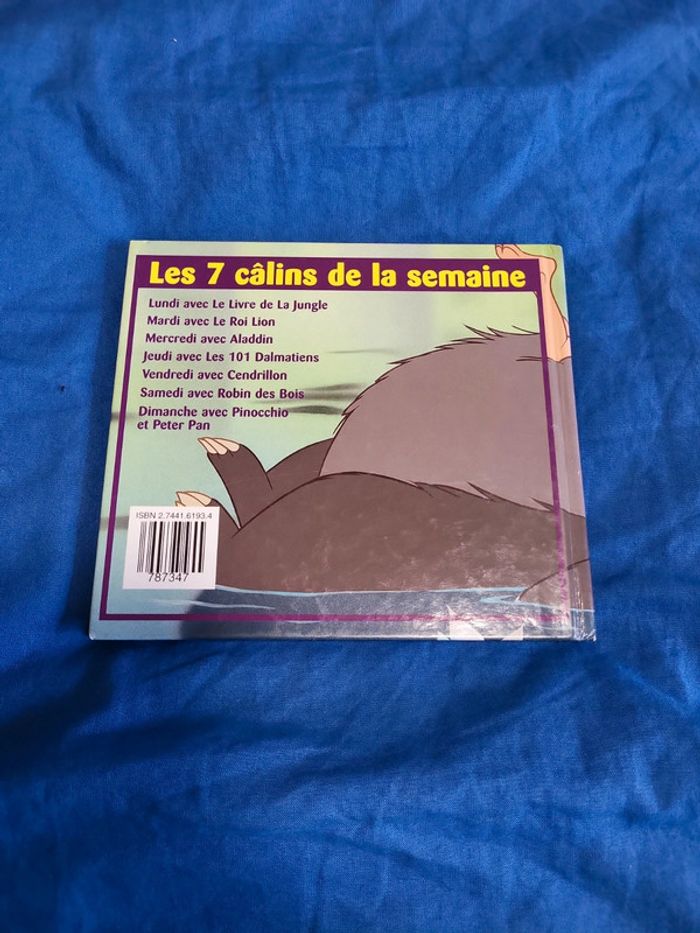 Les 7 câlins de la semaine
Lundi avec Le Livre de La Jungle
Mardi avec Le Roi Lion
Mercredi avec Aladdin
Jeudi avec Les 101 Dalmatiens
Vendredi avec Cendrillon
Samedi avec Robin des Bois
Dimanche avec Pinocchio
et Peter Pan
ISBN 2.7441.6193.4
787347